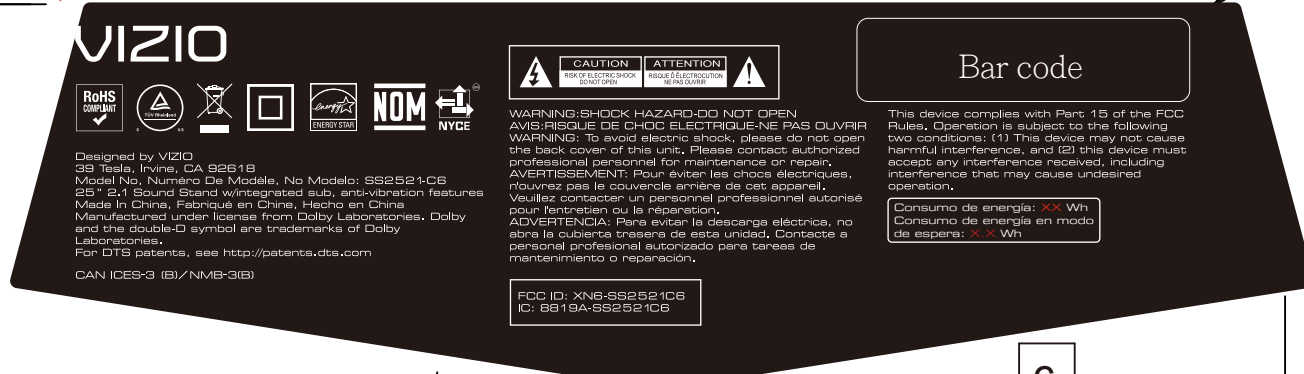 VIZIO
RoHS
COMPLIANT
TÜV Rheinland
C US
energy
ENERGY STAR
NOM
NYCE
Designed by VIZIO
39 Tesla, Irvine, CA 92618
Model No, Numéro De Modèle, No Modelo: SS2521-C6
25" 2.1 Sound Stand w/integrated sub, anti-vibration features
Made In China, Fabriqué en Chine, Hecho en China
Manufactured under license from Dolby Laboratories. Dolby
and the double-D symbol are trademarks of Dolby
Laboratories.
For DTS patents, see http://patents.dts.com
CAN ICES-3 (B)/NMB-3(B)
CAUTION
RISK OF ELECTRIC SHOCK
DO NOT OPEN
ATTENTION
RISQUE D ÉLECTROCUTION
NE PAS OUVRIR
WARNING:SHOCK HAZARD-DO NOT OPEN
AVIS:RISQUE DE CHOC ELECTRIQUE-NE PAS OUVRIR
WARNING: To avoid electric shock, please do not open
the back cover of this unit. Please contact authorized
professional personnel for maintenance or repair.
AVERTISSEMENT: Pour éviter les chocs électriques,
n'ouvrez pas le couvercle arrière de cet appareil.
Veuillez contacter un personnel professionnel autorisé
pour l'entretien ou la réparation.
ADVERTENCIA: Para evitar la descarga eléctrica, no
abra la cubierta trasera de esta unidad. Contacte a
personal profesional autorizado para tareas de
mantenimiento o reparación.
FCC ID: XN6-SS2521C6
IC: 8819A-SS2521C6
Bar code
This device complies with Part 15 of the FCC
Rules. Operation is subject to the following
two conditions: (1) This device may not cause
harmful interference, and (2) this device must
accept any interference received, including
interference that may cause undesired
operation.
Consumo de energía: XX Wh
Consumo de energía en modo
de espera: X.X Wh